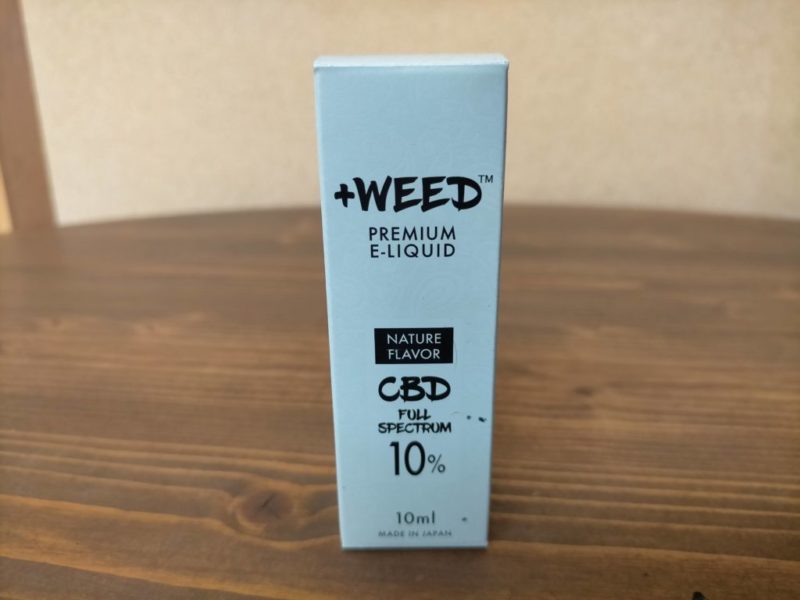 +WEED™
PREMIUM
E-LIQUID
NATURE
FLAVOR
CBD
FULL
SPECTRUM
10%
10ml
MADE IN JAPAN